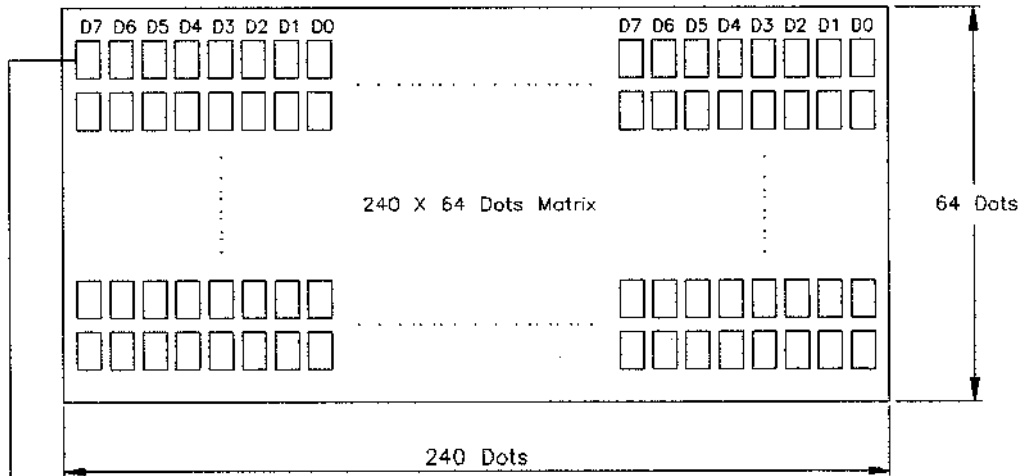 D7 D6 D5 D4 D3 D2 D1 D0 D7 D6 D5 D4 D3 D2 D1 D0
240 X 64 Dots Matrix
64 Dots
240 Dots